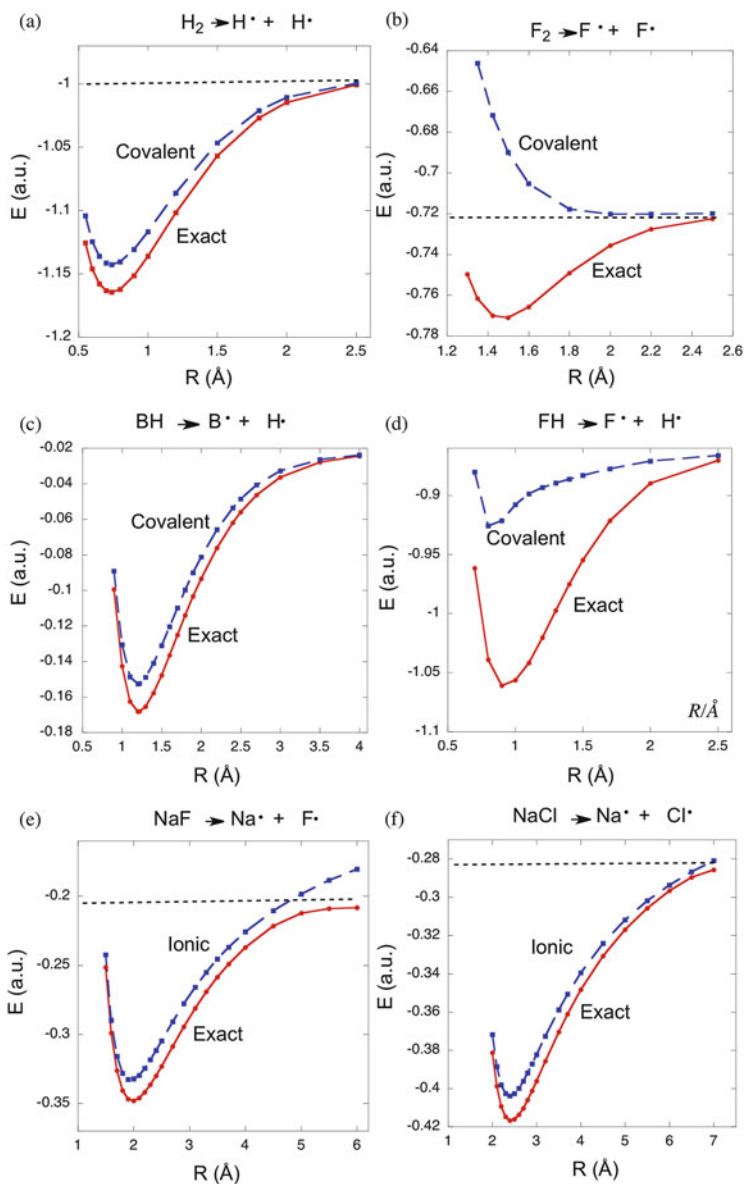 (a) H₂ → H• + H•
E (a.u.)
-1
-1.05
-1.1
-1.15
-1.2
Covalent
Exact
0.5 1 1.5 2 2.5
R (Å)
(b) F₂ → F• + F•
E (a.u.)
-0.64
-0.66
-0.68
-0.7
-0.72
-0.74
-0.76
-0.78
Covalent
Exact
1.2 1.4 1.6 1.8 2 2.2 2.4 2.6
R (Å)
(c) BH → B• + H•
E (a.u.)
-0.02
-0.04
-0.06
-0.08
-0.1
-0.12
-0.14
-0.16
-0.18
Covalent
Exact
0.5 1 1.5 2 2.5 3 3.5 4
R (Å)
(d) FH → F• + H•
E (a.u.)
-0.9
-0.95
-1
-1.05
-1.1
Covalent
Exact
R/Å
0.5 1 1.5 2 2.5
R (Å)
(e) NaF → Na• + F•
E (a.u.)
-0.2
-0.25
-0.3
-0.35
Ionic
Exact
1 2 3 4 5 6
R (Å)
(f) NaCl → Na• + Cl•
E (a.u.)
-0.28
-0.3
-0.32
-0.34
-0.36
-0.38
-0.4
-0.42
Ionic
Exact
1 2 3 4 5 6 7
R (Å)